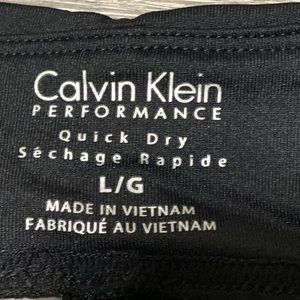 Calvin Klein
PERFORMANCE
Quick Dry
Séchage Rapide
L/G
MADE IN VIETNAM
FABRIQUÉ AU VIETNAM